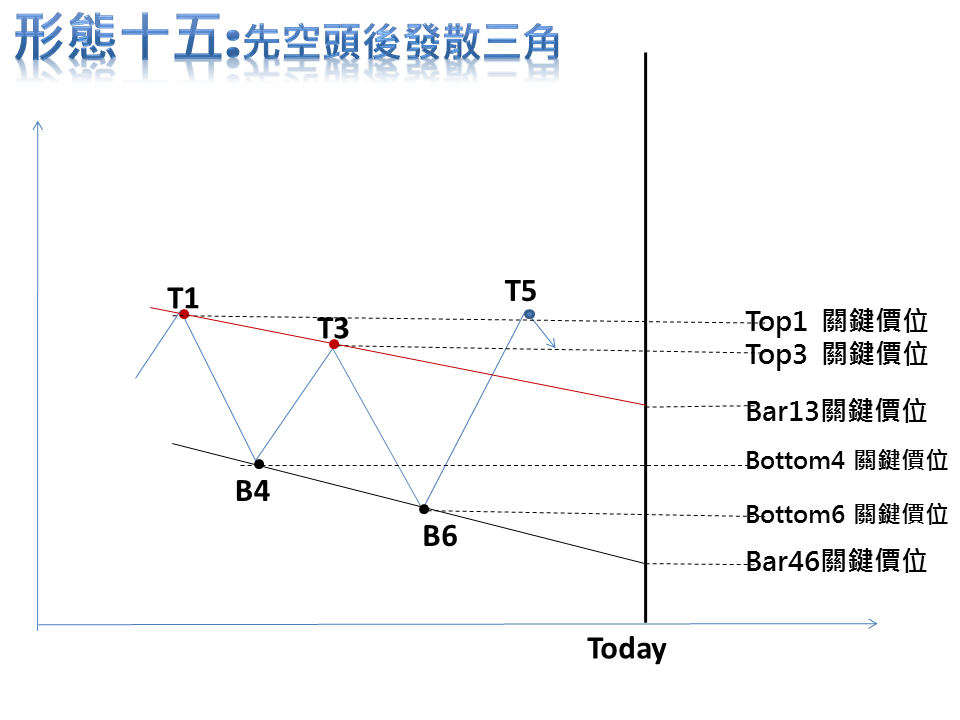 形態十五:先空頭後發散三角
T1
T3
T5
B4
B6
Top1 關鍵價位
Top3 關鍵價位
Bar13關鍵價位
Bottom4 關鍵價位
Bottom6 關鍵價位
Bar46關鍵價位
Today